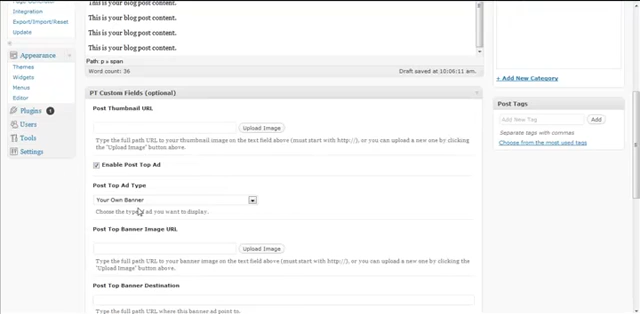 Integration
Export/Import/Reset
Update
Appearance
Themes
Widgets
Menus
Editor
Plugins 1
Users
Tools
Settings
This is your blog post content.
This is your blog post content.
This is your blog post content.
This is your blog post content.
Path: p » span
Word count: 36
Draft saved at 10:06:11 am.
PT Custom Fields (optional)
Post Thumbnail URL
Upload Image
Type the full path URL to your thumbnail image on the text field above (must start with http://), or you can upload a new one by clicking
the "Upload Image" button above.
Enable Post Top Ad
Post Top Ad Type
Your Own Banner
Choose the type ad you want to display.
Post Top Banner Image URL
Upload Image
Type the full path URL to your banner image on the text field above (must start with http://), or you can upload a new one by clicking the
"Upload Image" button above.
Post Top Banner Destination
Type the full path URL where this banner ad point to.
+ Add New Category
Post Tags
Add New Tag
Add
Separate tags with commas
Choose from the most used tags